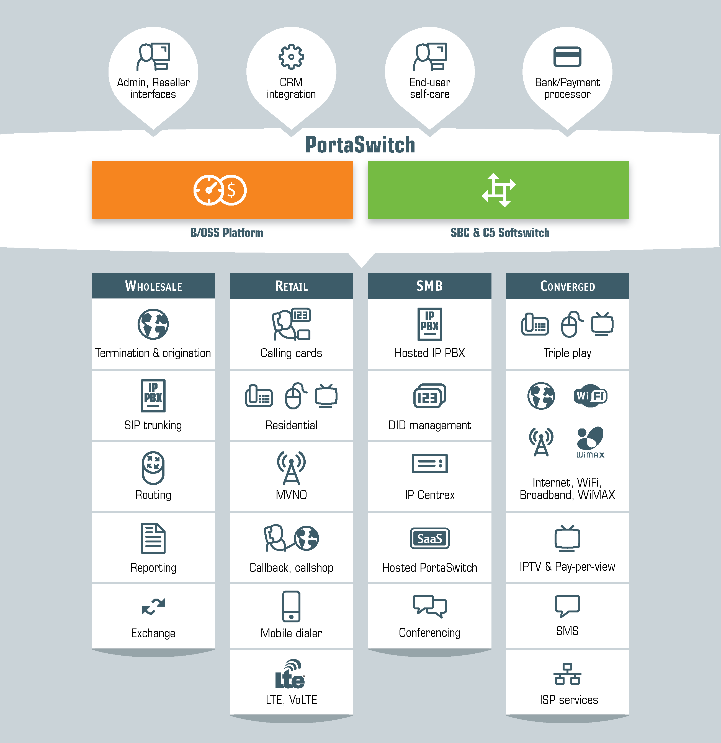 Admin, Reseller
interfaces
CRM
integration
End-user
self-care
Bank/Payment
processor
PortaSwitch
$
B/OSS Platform
SBC & C5 Softswitch
WHOLESALE
Termination & origination
IP
PBX
SIP trunking
Routing
Reporting
Exchange
RETAIL
123
Calling cards
Residential
MVNO
Callback, callshop
Mobile dialer
Lte
LTE, VoLTE
SMB
IP
PBX
Hosted IP PBX
123
DID management
IP Centrex
SaaS
Hosted PortaSwitch
Conferencing
CONVERGED
Triple play
WiFi
WiMAX
Internet, WiFi,
Broadband, WiMAX
IPTV & Pay-per-view
SMS
ISP services